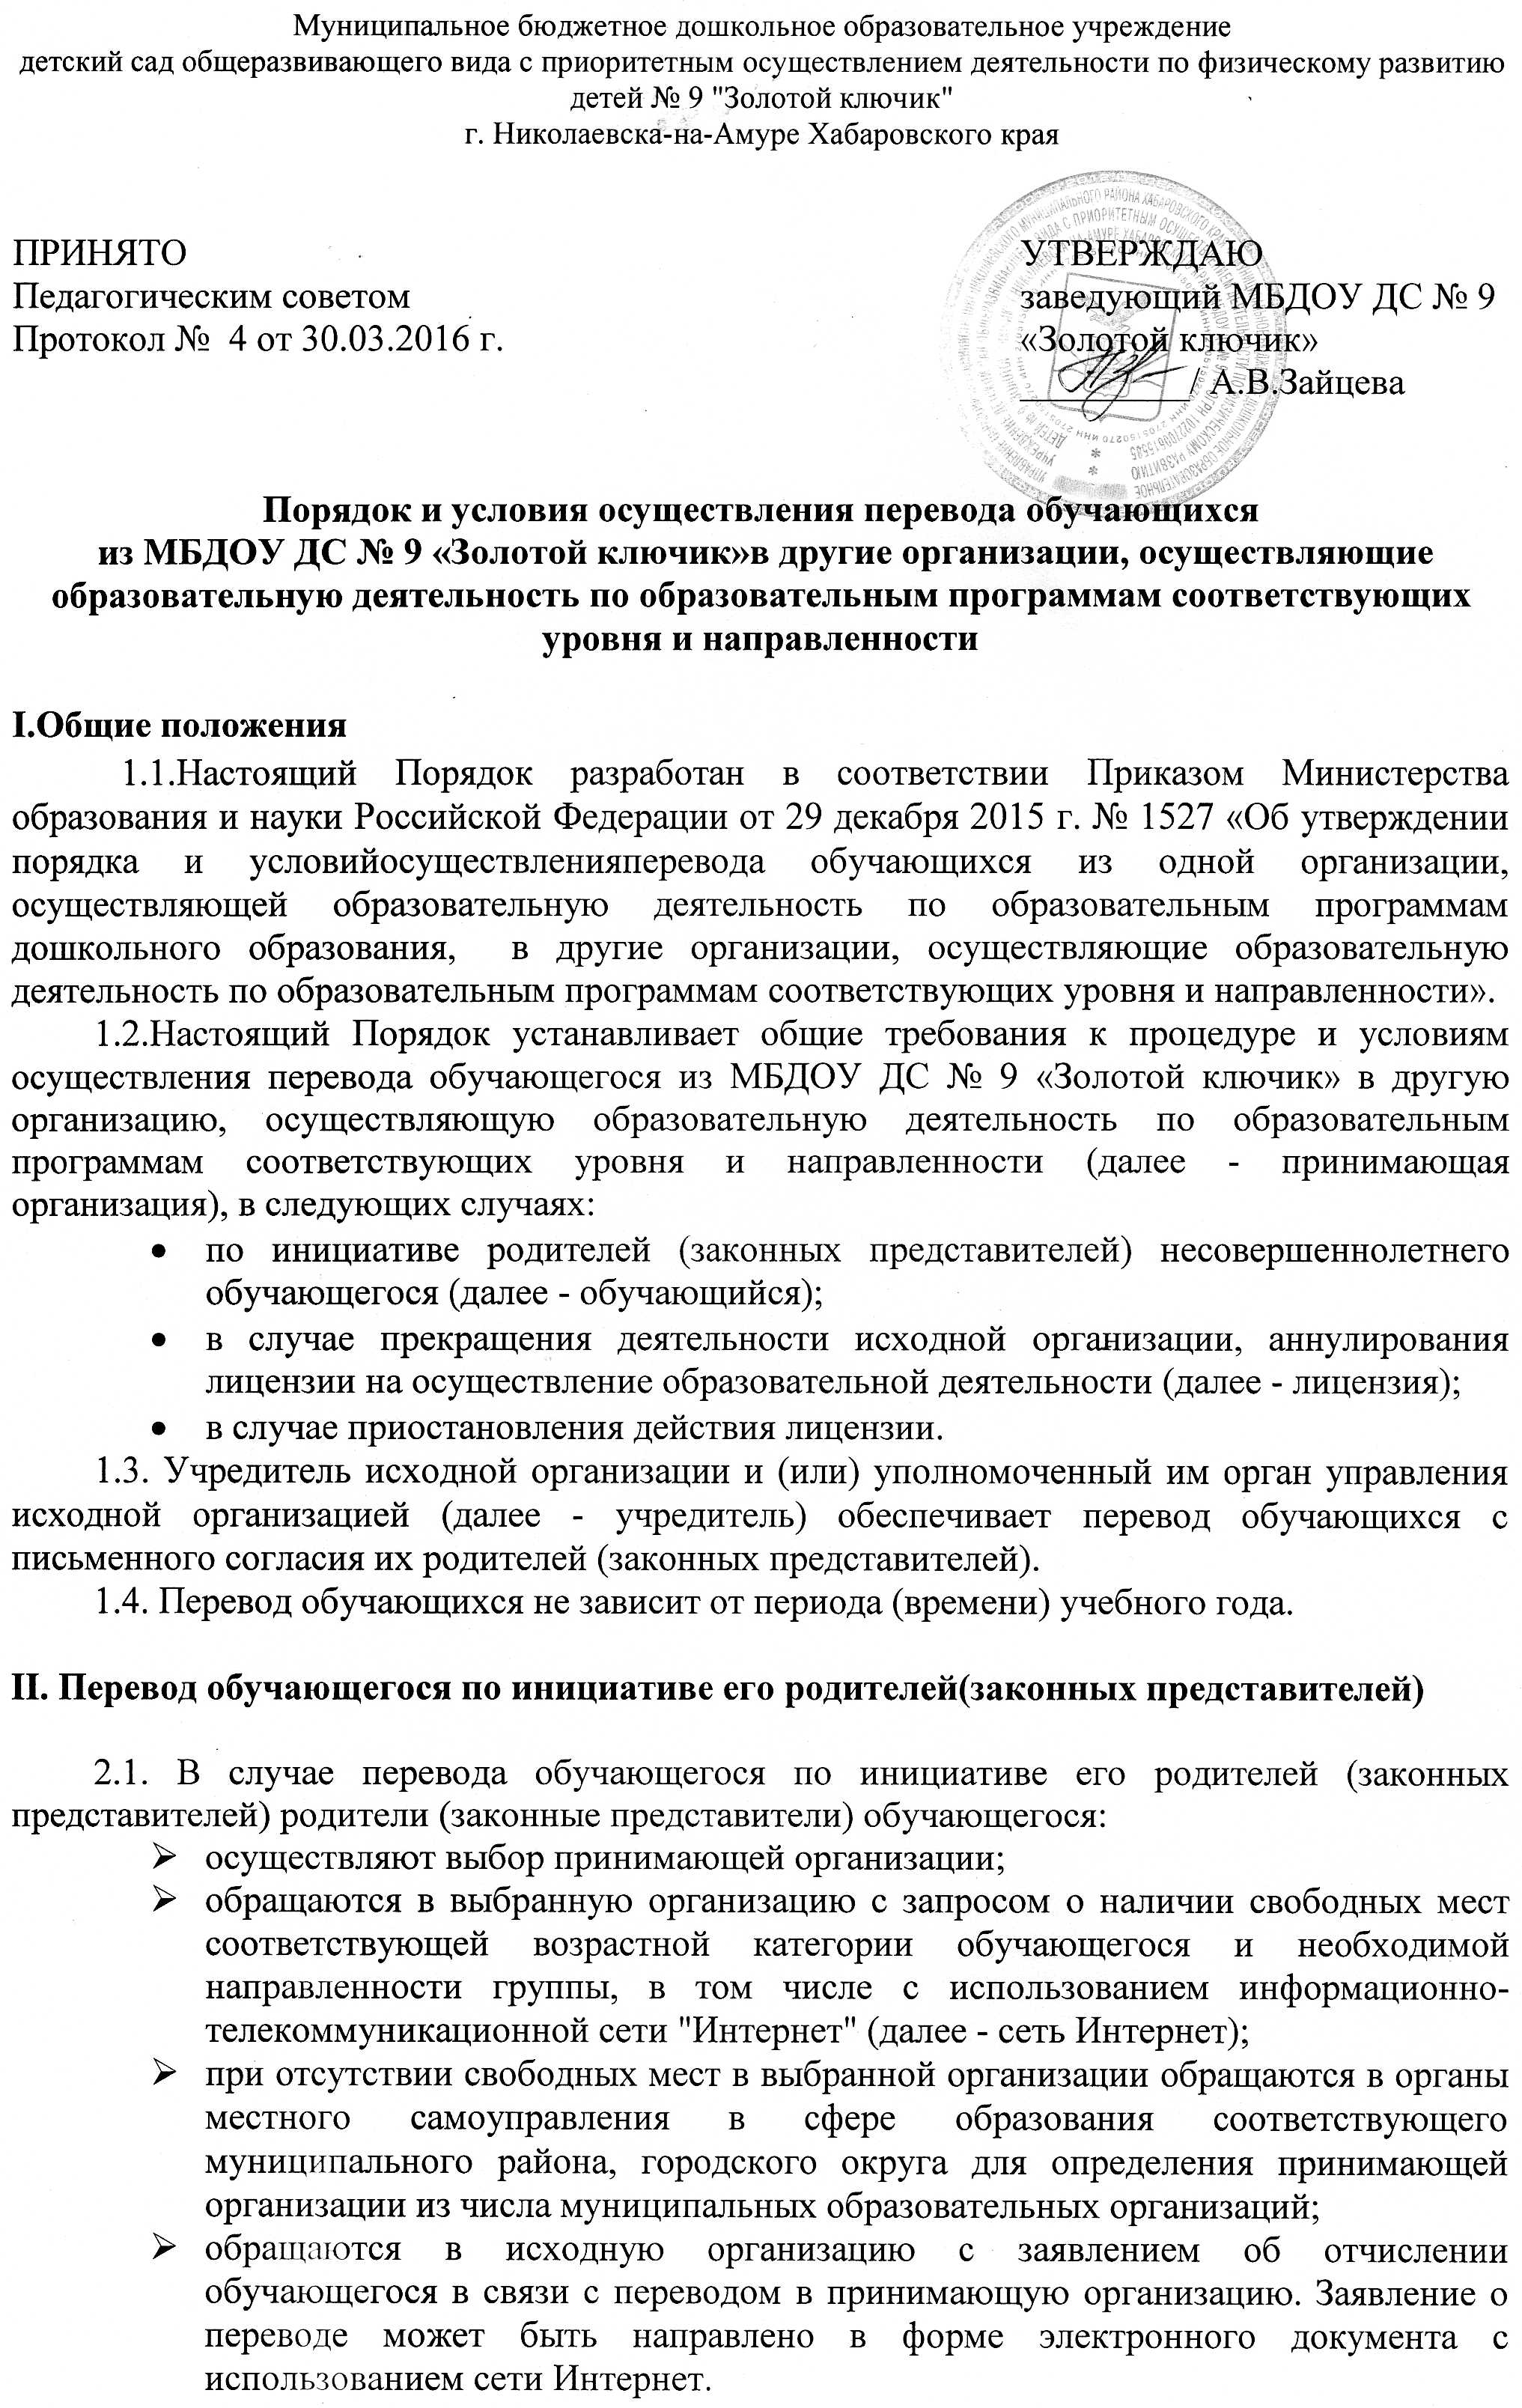 Муниципальное бюджетное дошкольное образовательное учреждение
детский сад общеразвивающего вида с приоритетным осуществлением деятельности по физическому развитию
детей № 9 "Золотой ключик"
г. Николаевска-на-Амуре Хабаровского края
ПРИНЯТО
Педагогическим советом
Протокол № 4 от 30.03.2016 г.
УТВЕРЖДАЮ
заведующий МБДОУ ДС № 9
«Золотой ключик»
_________/ А.В.Зайцева
Порядок и условия осуществления перевода обучающихся
из МБДОУ ДС № 9 «Золотой ключик»в другие организации, осуществляющие
образовательную деятельность по образовательным программам соответствующих
уровня и направленности
I.Общие положения
1.1.Настоящий Порядок разработан в соответствии Приказом Министерства
образования и науки Российской Федерации от 29 декабря 2015 г. № 1527 «Об утверждении
порядка и условийосуществленияперевода обучающихся из одной организации,
осуществляющей образовательную деятельность по образовательным программам
дошкольного образования, в другие организации, осуществляющие образовательную
деятельность по образовательным программам соответствующих уровня и направленности».
1.2.Настоящий Порядок устанавливает общие требования к процедуре и условиям
осуществления перевода обучающегося из МБДОУ ДС № 9 «Золотой ключик» в другую
организацию, осуществляющую образовательную деятельность по образовательным
программам соответствующих уровня и направленности (далее - принимающая
организация), в следующих случаях:
• по инициативе родителей (законных представителей) несовершеннолетнего
обучающегося (далее - обучающийся);
• в случае прекращения деятельности исходной организации, аннулирования
лицензии на осуществление образовательной деятельности (далее - лицензия);
• в случае приостановления действия лицензии.
1.3. Учредитель исходной организации и (или) уполномоченный им орган управления
исходной организацией (далее - учредитель) обеспечивает перевод обучающихся с
письменного согласия их родителей (законных представителей).
1.4. Перевод обучающихся не зависит от периода (времени) учебного года.
II. Перевод обучающегося по инициативе его родителей(законных представителей)
2.1. В случае перевода обучающегося по инициативе его родителей (законных
представителей) родители (законные представители) обучающегося:
➢ осуществляют выбор принимающей организации;
➢ обращаются в выбранную организацию с запросом о наличии свободных мест
соответствующей возрастной категории обучающегося и необходимой
направленности группы, в том числе с использованием информационно-
телекоммуникационной сети "Интернет" (далее - сеть Интернет);
➢ при отсутствии свободных мест в выбранной организации обращаются в органы
местного самоуправления в сфере образования соответствующего
муниципального района, городского округа для определения принимающей
организации из числа муниципальных образовательных организаций;
➢ обращаются в исходную организацию с заявлением об отчислении
обучающегося в связи с переводом в принимающую организацию. Заявление о
переводе может быть направлено в форме электронного документа с
использованием сети Интернет.